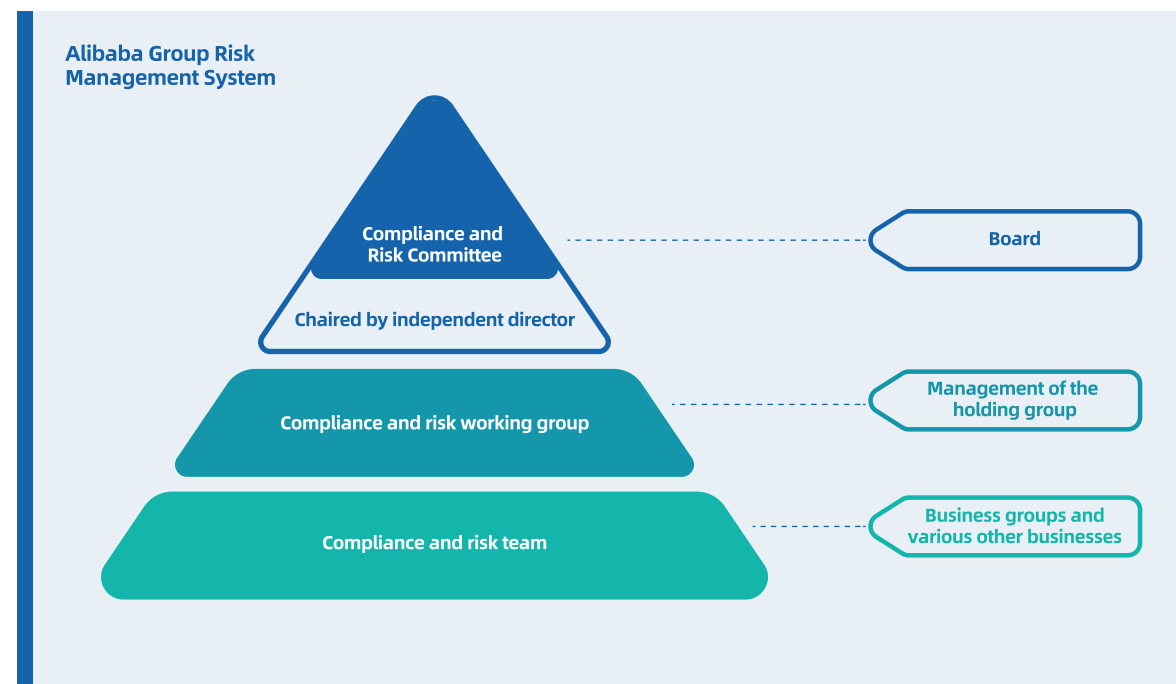 Alibaba Group Risk
Management System
Compliance and
Risk Committee
Board
Chaired by independent director
Compliance and risk working group
Management of the
holding group
Compliance and risk team
Business groups and
various other businesses